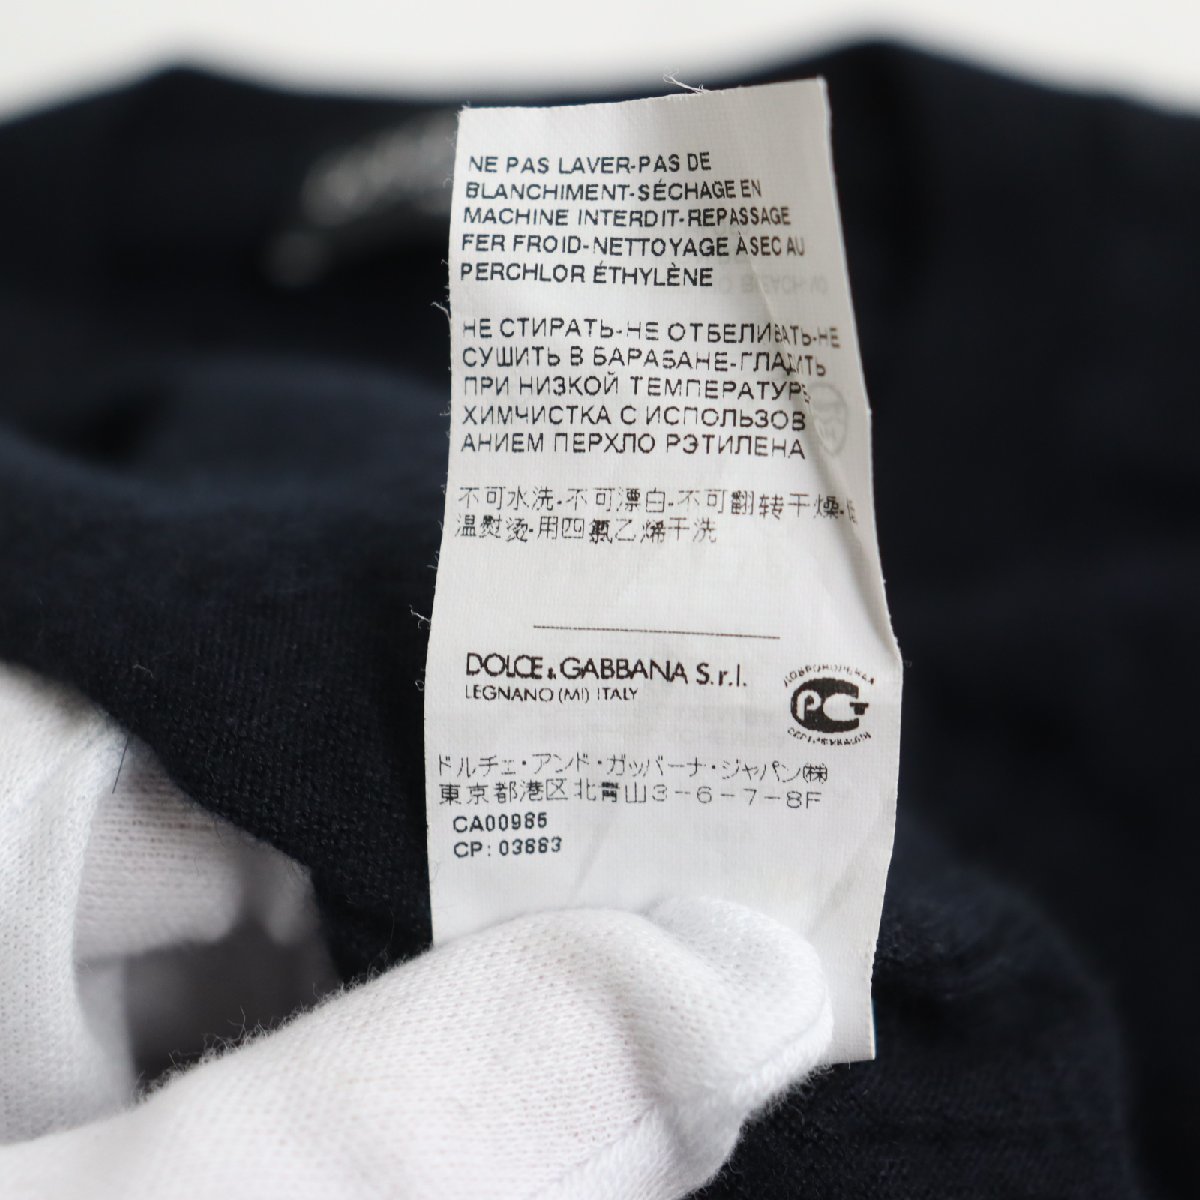 NE PAS LAVER-PAS DE
BLANCHIMENT-SÉCHAGE EN
MACHINE INTERDIT-REPASSAGE
FER FROID-NETTOYAGE ÀSEC AU
PERCHLOR ÉTHYLÈNE
НЕ СТИРАТЬ-НЕ ОТБЕЛИВАТЬ-НЕ
СУШИТЬ В БАРАБАНЕ-ГЛАДИТЬ
ПРИ НИЗКОЙ ТЕМПЕРАТУРЕ
ХИМЧИСТКА С ИСПОЛЬЗОВ
АНИЕМ ПЕРХЛО РЭТИЛЕНА
不可水洗-不可漂白-不可翻转干燥-低
温熨烫-用四氯乙烯干洗
DOLCE & GABBANA S.r.l.
LEGNANO (MI) ITALY
ДОБРОВОЛЬНАЯ
РСТ
СЕРТИФИКАЦИЯ
ドルチェ・アンド・ガッバーナ・ジャパン㈱
東京都港区北青山3-6-7-8F
CA00985
CP: 03883